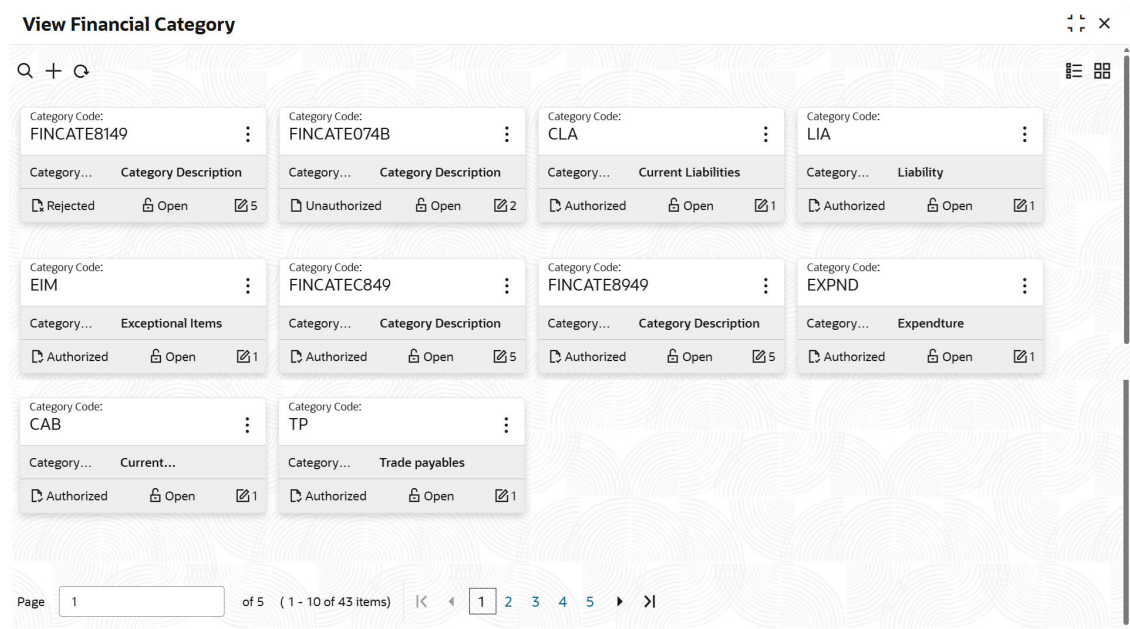 View Financial Category
Category Code:
FINCATE8149
Category... Category Description
Rejected Open 5
Category Code:
FINCATE074B
Category... Category Description
Unauthorized Open 2
Category Code:
CLA
Category... Current Liabilities
Authorized Open 1
Category Code:
LIA
Category... Liability
Authorized Open 1
Category Code:
EIM
Category... Exceptional Items
Authorized Open 1
Category Code:
FINCATEC849
Category... Category Description
Authorized Open 5
Category Code:
FINCATE8949
Category... Category Description
Authorized Open 5
Category Code:
EXPND
Category... Expendture
Authorized Open 1
Category Code:
CAB
Category... Current...
Authorized Open 1
Category Code:
TP
Category... Trade payables
Authorized Open 1
Page 1 of 5 ( 1 - 10 of 43 items) 1 2 3 4 5